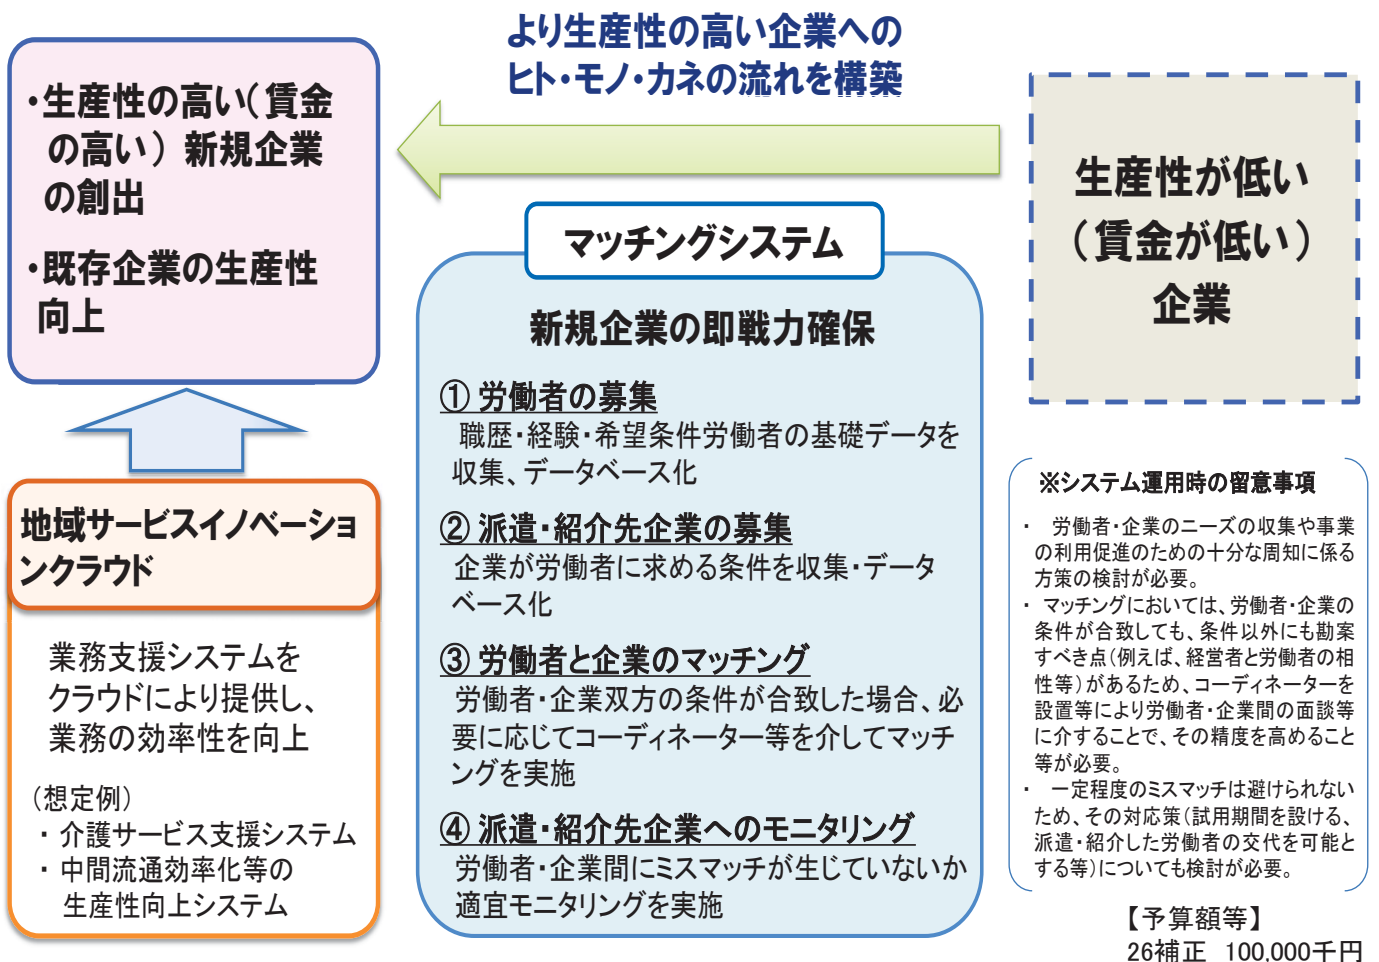 より生産性の高い企業への
ヒト・モノ・カネの流れを構築
・生産性の高い（賃金
の高い）新規企業
の創出
・既存企業の生産性
向上
生産性が低い
（賃金が低い）
企業
マッチングシステム
新規企業の即戦力確保
① 労働者の募集
職歴・経験・希望条件労働者の基礎データを
収集、データベース化
② 派遣・紹介先企業の募集
企業が労働者に求める条件を収集・データ
ベース化
③ 労働者と企業のマッチング
労働者・企業双方の条件が合致した場合、必
要に応じてコーディネーター等を介してマッチ
ングを実施
④ 派遣・紹介先企業へのモニタリング
労働者・企業間にミスマッチが生じていないか
適宜モニタリングを実施
地域サービスイノベーショ
ンクラウド
業務支援システムを
クラウドにより提供し、
業務の効率性を向上
（想定例）
・ 介護サービス支援システム
・ 中間流通効率化等の
生産性向上システム
※システム運用時の留意事項
・ 労働者・企業のニーズの収集や事業
の利用促進のための十分な周知に係る
方策の検討が必要。
・ マッチングにおいては、労働者・企業の
条件が合致しても、条件以外にも勘案
すべき点（例えば、経営者と労働者の相
性等）があるため、コーディネーターを
設置等により労働者・企業間の面談等
に介することで、その精度を高めること
等が必要。
・ 一定程度のミスマッチは避けられない
ため、その対応策（試用期間を設ける、
派遣・紹介した労働者の交代を可能と
する等）についても検討が必要。
【予算額等】
26補正 100,000千円